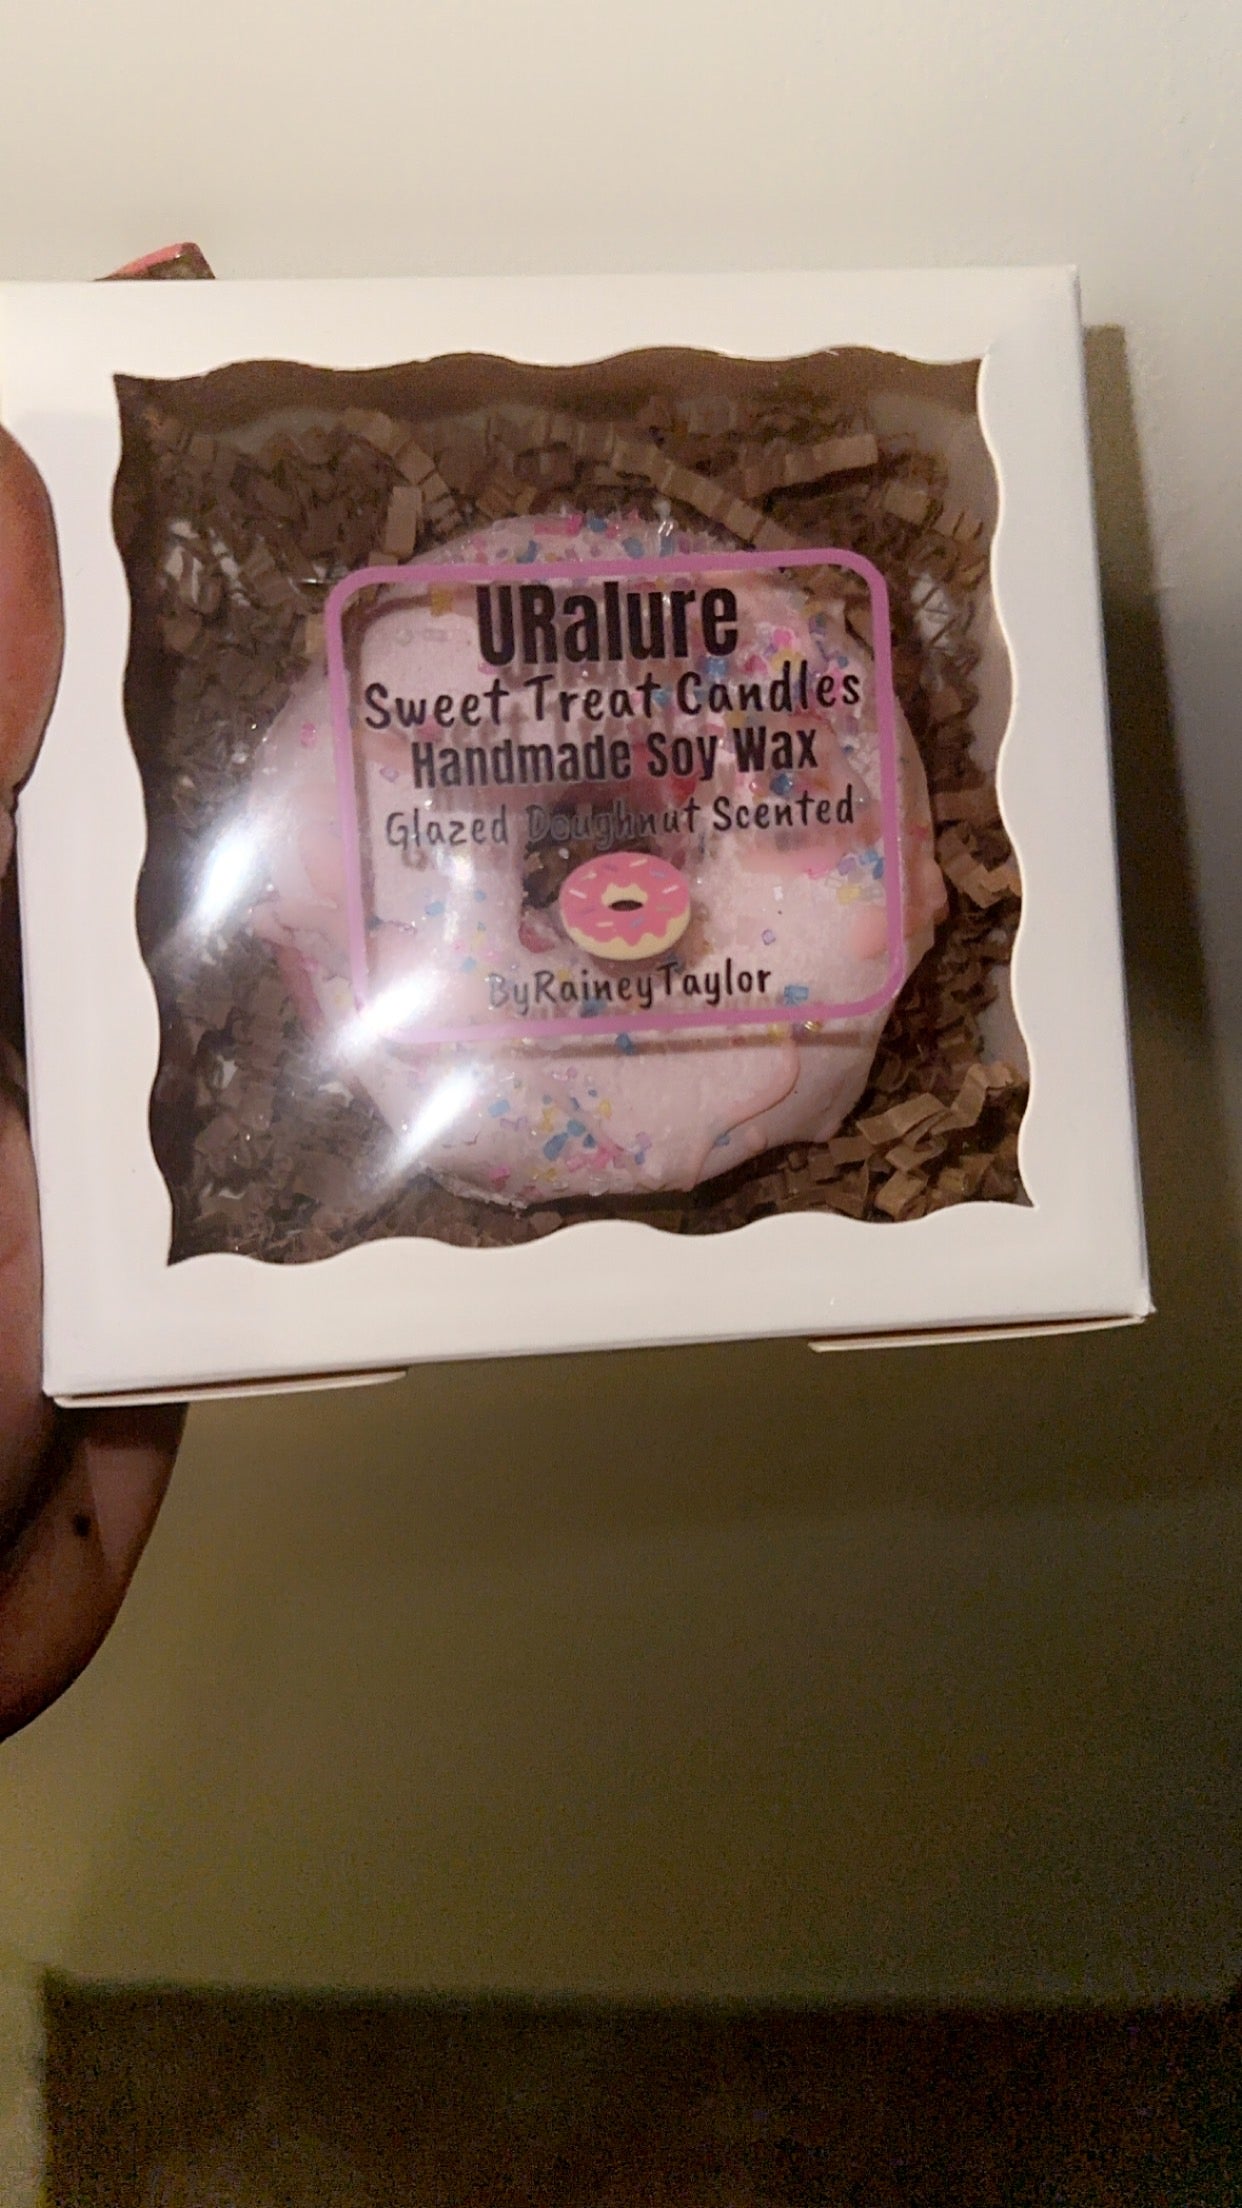 URalure
Sweet Treat Candles
Handmade Soy Wax
Glazed Doughnut Scented
ByRaineyTaylor